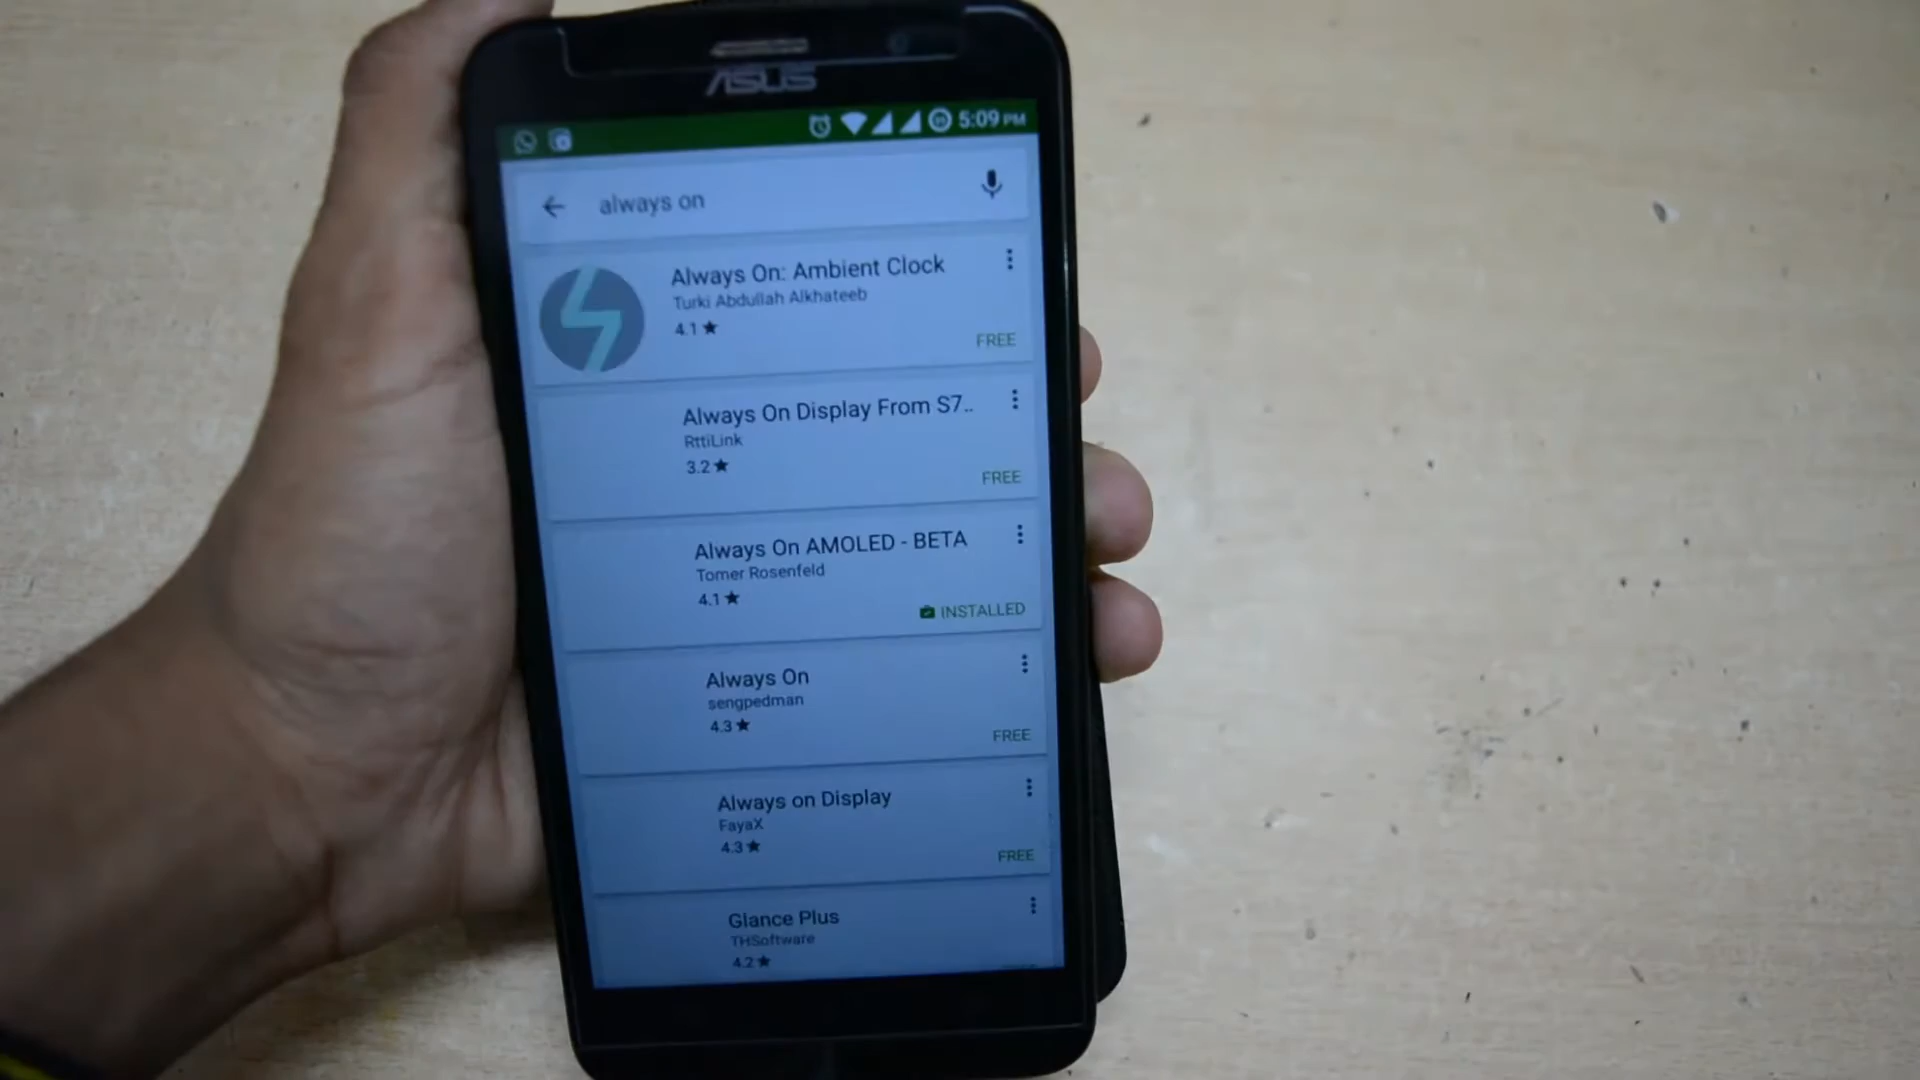 ASUS
5:09 PM
always on
Always On: Ambient Clock
Turki Abdullah Alkhateeb
4.1★
FREE
Always On Display From S7..
RttiLink
3.2★
FREE
Always On AMOLED - BETA
Tomer Rosenfeld
4.1★
INSTALLED
Always On
sengpedman
4.3★
FREE
Always on Display
FayaX
4.3★
FREE
Glance Plus
THSoftware
4.2★